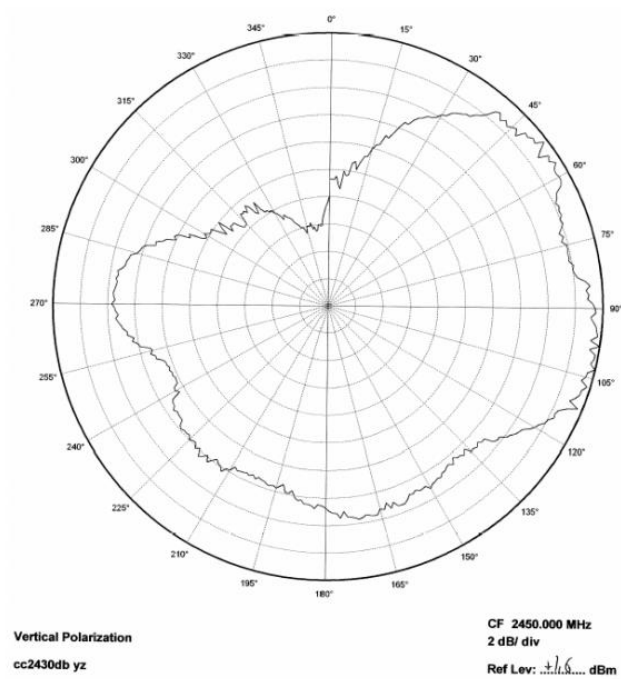 0°
345° 15°
330° 30°
315° 45°
300° 60°
285° 75°
270° 90°
255° 105°
240° 120°
225° 135°
210° 150°
195° 165°
180°
CF 2450.000 MHz
Vertical Polarization
2 dB/ div
cc2430db yz
Ref Lev: dBm